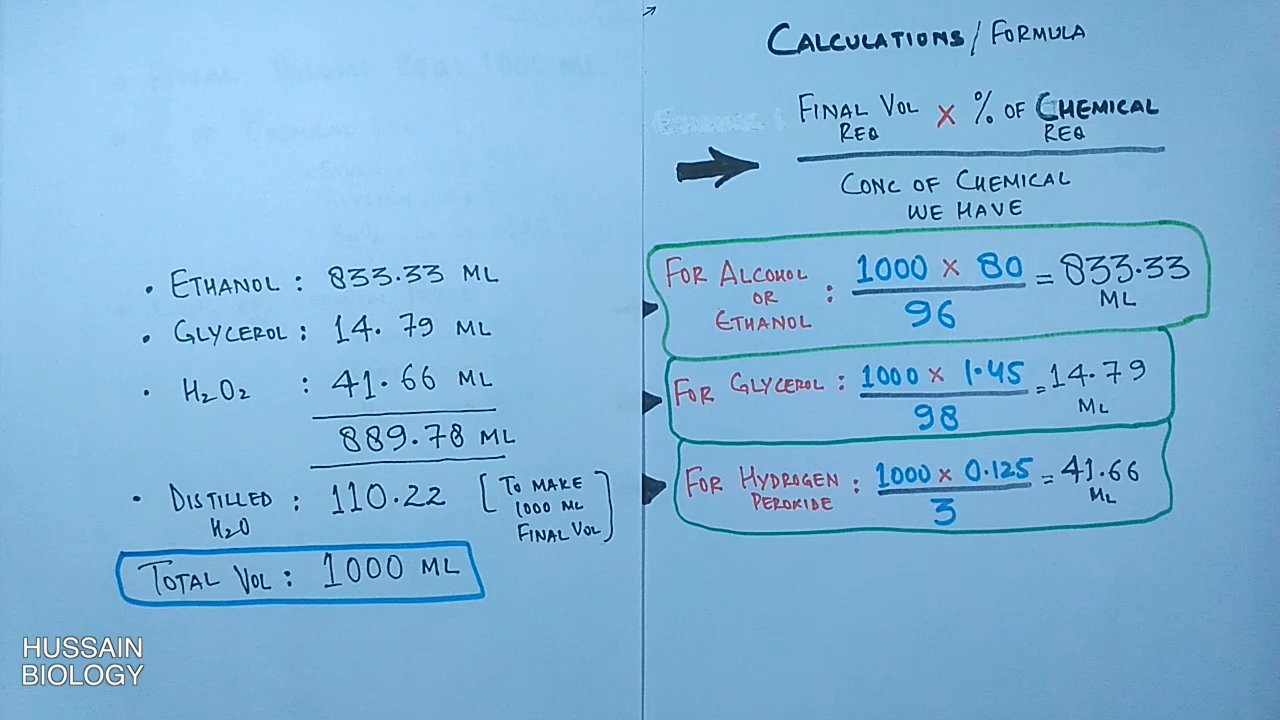 • ETHANOL : 833.33 ML
• GLYCEROL : 14.79 ML
• H2O2 : 41.66 ML
889.78 ML
• DISTILLED H2O : 110.22 [TO MAKE
1000 ML
FINAL VOL]
TOTAL VOL : 1000 ML
HUSSAIN
BIOLOGY
CALCULATIONS/FORMULA
FINAL VOL REQ × % OF CHEMICAL REQ
CONC OF CHEMICAL
WE HAVE
FOR ALCOHOL
OR
ETHANOL : 1000 × 80 / 96 = 833.33 ML
FOR GLYCEROL : 1000 × 1.45 / 98 = 14.79 ML
FOR HYDROGEN
PEROXIDE : 1000 × 0.125 / 3 = 41.66 ML